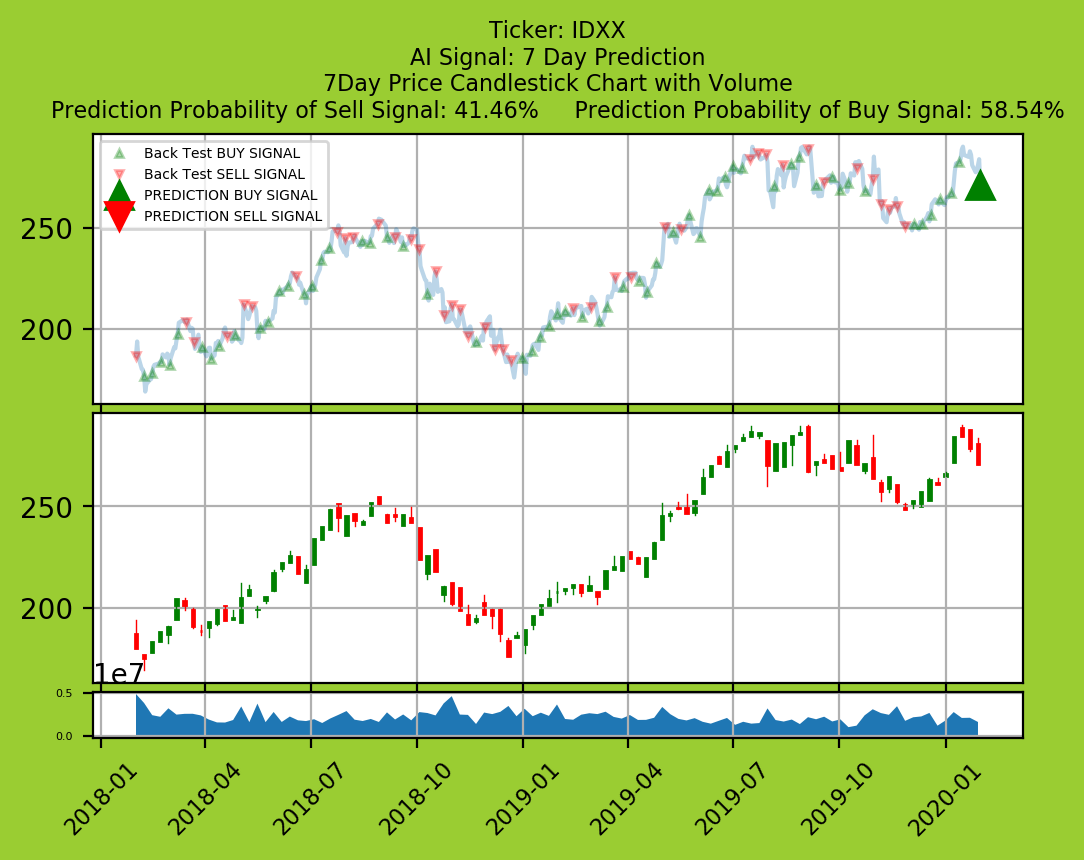 Ticker: IDXX
AI Signal: 7 Day Prediction
7Day Price Candlestick Chart with Volume
Prediction Probability of Sell Signal: 41.46% Prediction Probability of Buy Signal: 58.54%
Back Test BUY SIGNAL
Back Test SELL SIGNAL
PREDICTION BUY SIGNAL
PREDICTION SELL SIGNAL
250
200
250
200
1e7
0.5
0.0
2018-01
2018-04
2018-07
2018-10
2019-01
2019-04
2019-07
2019-10
2020-01